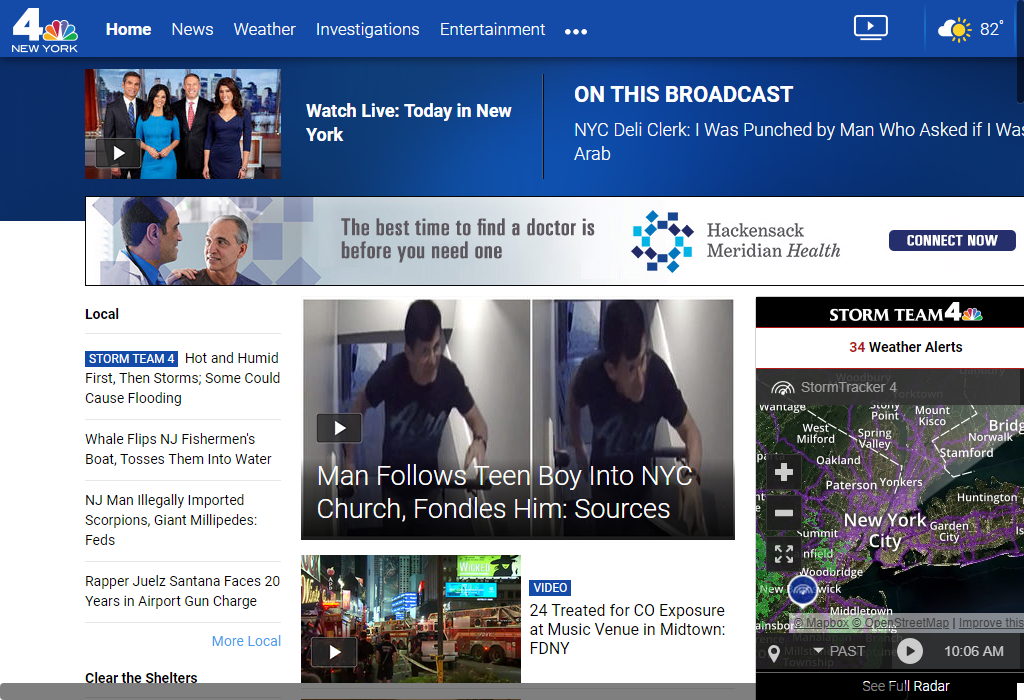 4
NEW YORK
Home
News
Weather
Investigations
Entertainment
82°
Watch Live: Today in New
York
ON THIS BROADCAST
NYC Deli Clerk: I Was Punched by Man Who Asked if I Was
Arab
The best time to find a doctor is
before you need one
Hackensack
Meridian Health
CONNECT NOW
Local
STORM TEAM 4 Hot and Humid
First, Then Storms; Some Could
Cause Flooding
Whale Flips NJ Fishermen's
Boat, Tosses Them Into Water
NJ Man Illegally Imported
Scorpions, Giant Millipedes:
Feds
Rapper Juelz Santana Faces 20
Years in Airport Gun Charge
More Local
Clear the Shelters
Man Follows Teen Boy Into NYC
Church, Fondles Him: Sources
WICKED
VIDEO
24 Treated for CO Exposure
at Music Venue in Midtown:
FDNY
STORM TEAM 4
34 Weather Alerts
StormTracker 4
Yorktown
Wantage
Stony
Point
Mount
Kisco
West
Milford
Spring
Valley
Norwalk
Stamford
Oakland
Paterson
Yonkers
Huntington
New York
City
Garden
City
Summit
Woodbridge
Middletown
© Mapbox © OpenStreetMap | Improve this
PAST
10:06 AM
Township
See Full Radar